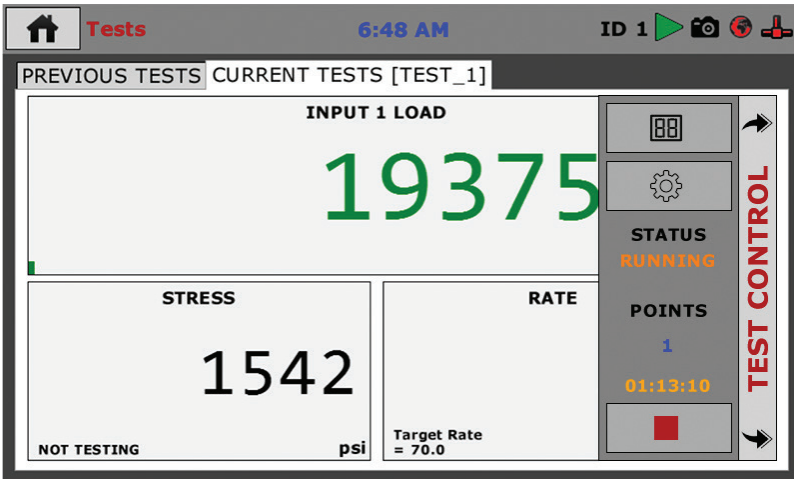 Tests
6:48 AM
ID 1
PREVIOUS TESTS
CURRENT TESTS [TEST_1]
INPUT 1 LOAD
19375
STRESS
1542
NOT TESTING
psi
RATE
Target Rate
= 70.0
88
STATUS
RUNNING
POINTS
1
01:13:10
TEST CONTROL